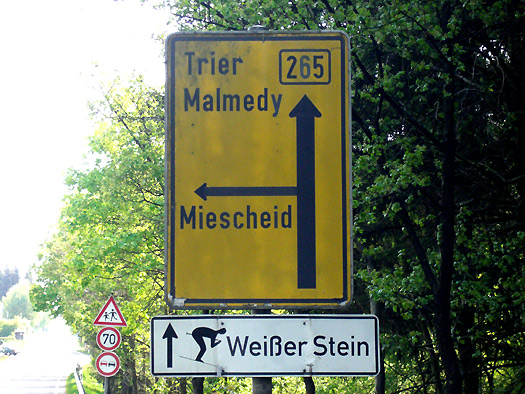 Trier
265
Malmedy
Miescheid
Weißer Stein
70